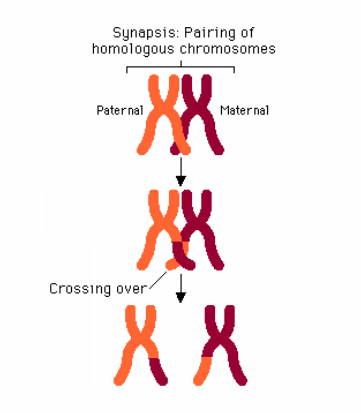 Synapsis: Pairing of
homologous chromosomes
Paternal
Maternal
Crossing over